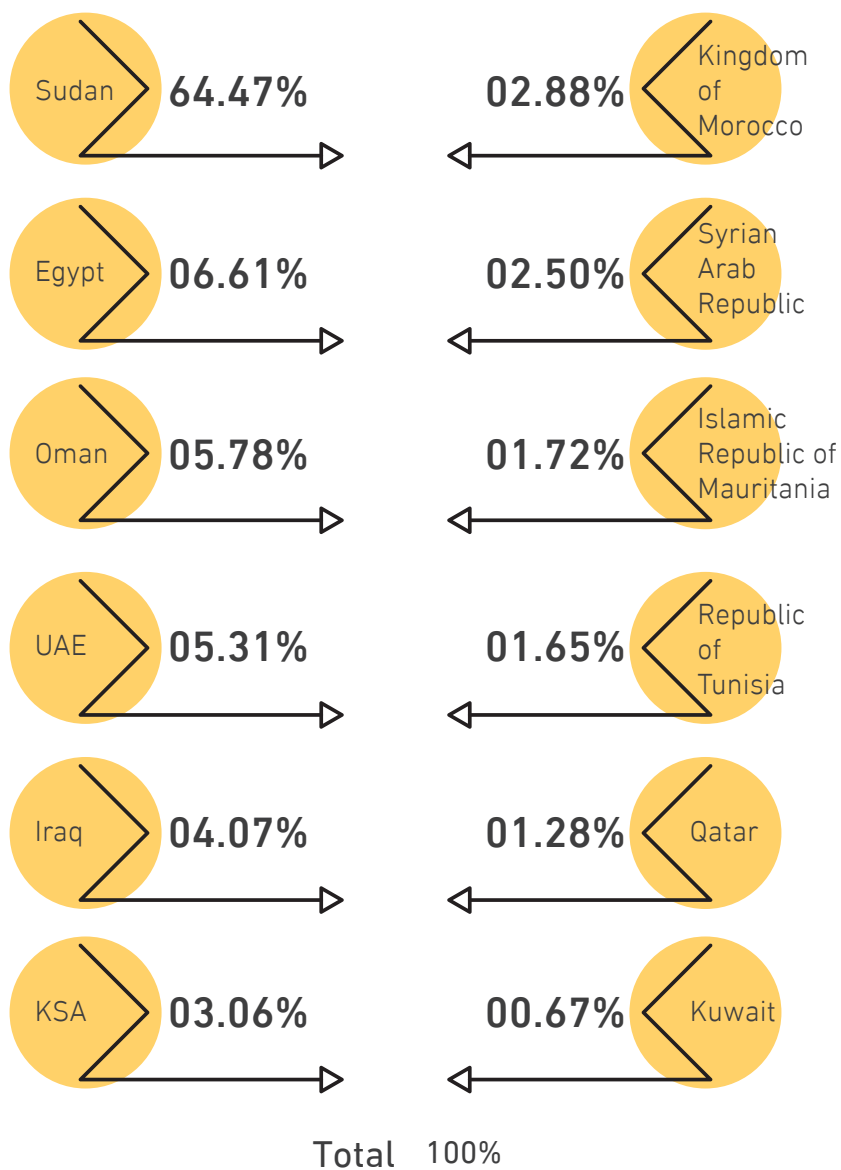 Sudan 64.47%
02.88% Kingdom
of
Morocco
Egypt 06.61%
02.50% Syrian
Arab
Republic
Oman 05.78%
01.72% Islamic
Republic of
Mauritania
UAE 05.31%
01.65% Republic
of
Tunisia
Iraq 04.07%
01.28% Qatar
KSA 03.06%
00.67% Kuwait
Total 100%